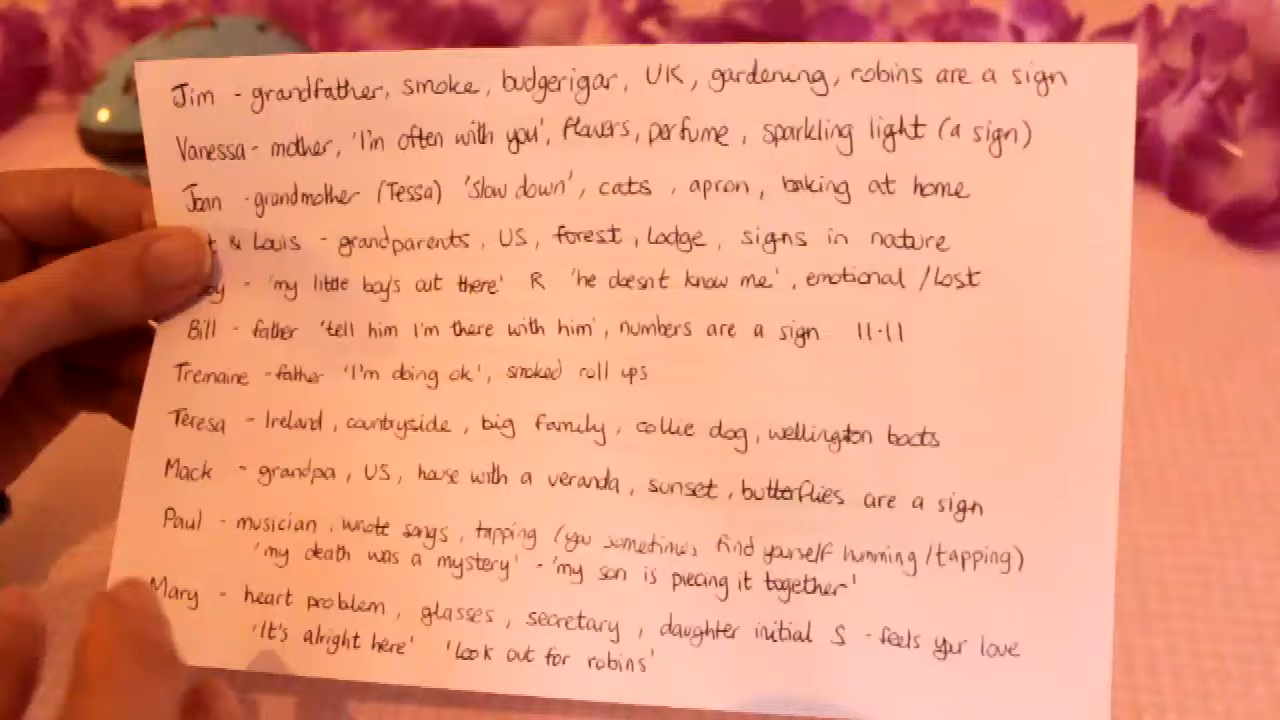 Jim - grandfather, smoke, budgerigar, UK, gardening, robins are a sign
Vanessa - mother, 'I'm often with you', flowers, perfume, sparkling light (a sign)
Joan - grandmother (Tessa) 'slow down', cats, apron, baking at home
& Louis - grandparents, US, forest, Lodge, signs in nature
- 'my little boy's out there' R 'he doesn't know me', emotional / Lost
Bill - father 'tell him I'm there with him', numbers are a sign 11.11
Tremaine - father 'I'm doing ok', smoked roll ups
Teresa - Ireland, countryside, big family, collie dog, wellington boots
Mack - grandpa, US, house with a veranda, sunset, butterflies are a sign
Paul - musician, wrote songs, tapping (you sometimes find yourself humming / tapping)
'my death was a mystery' - 'my son is piecing it together'
Mary - heart problem, glasses, secretary, daughter initial S - feels your love
'It's alright here' 'Look out for robins'